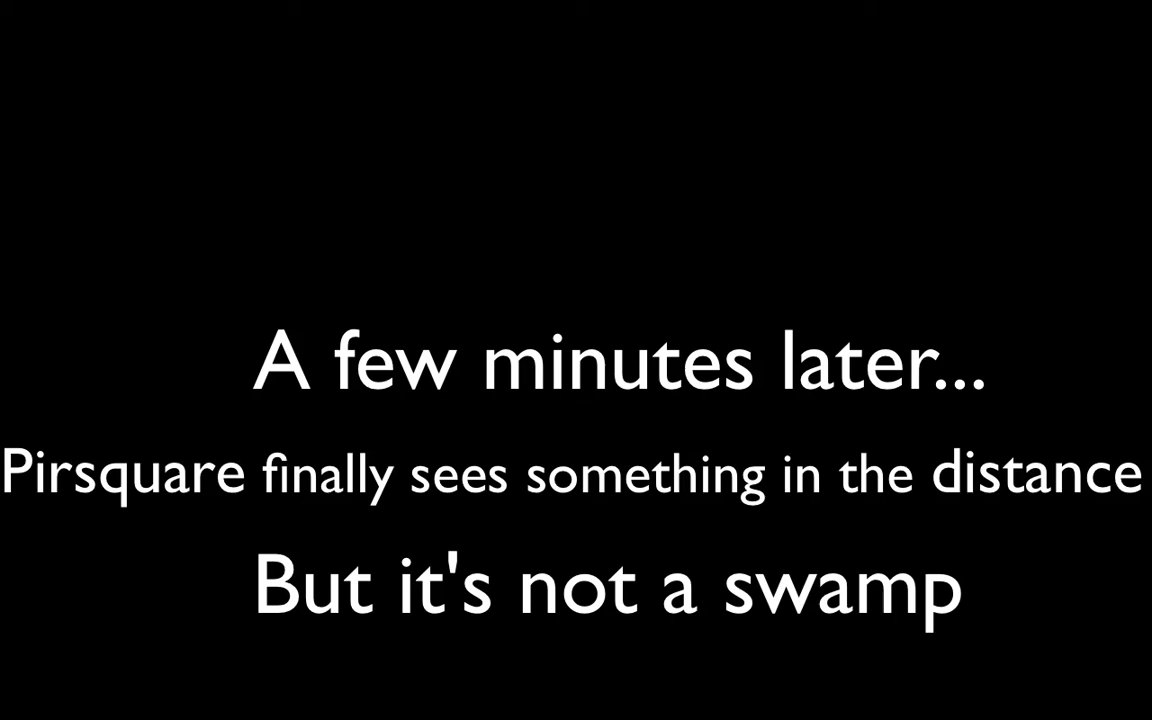 A few minutes later...
Pirsquare finally sees something in the distance
But it's not a swamp